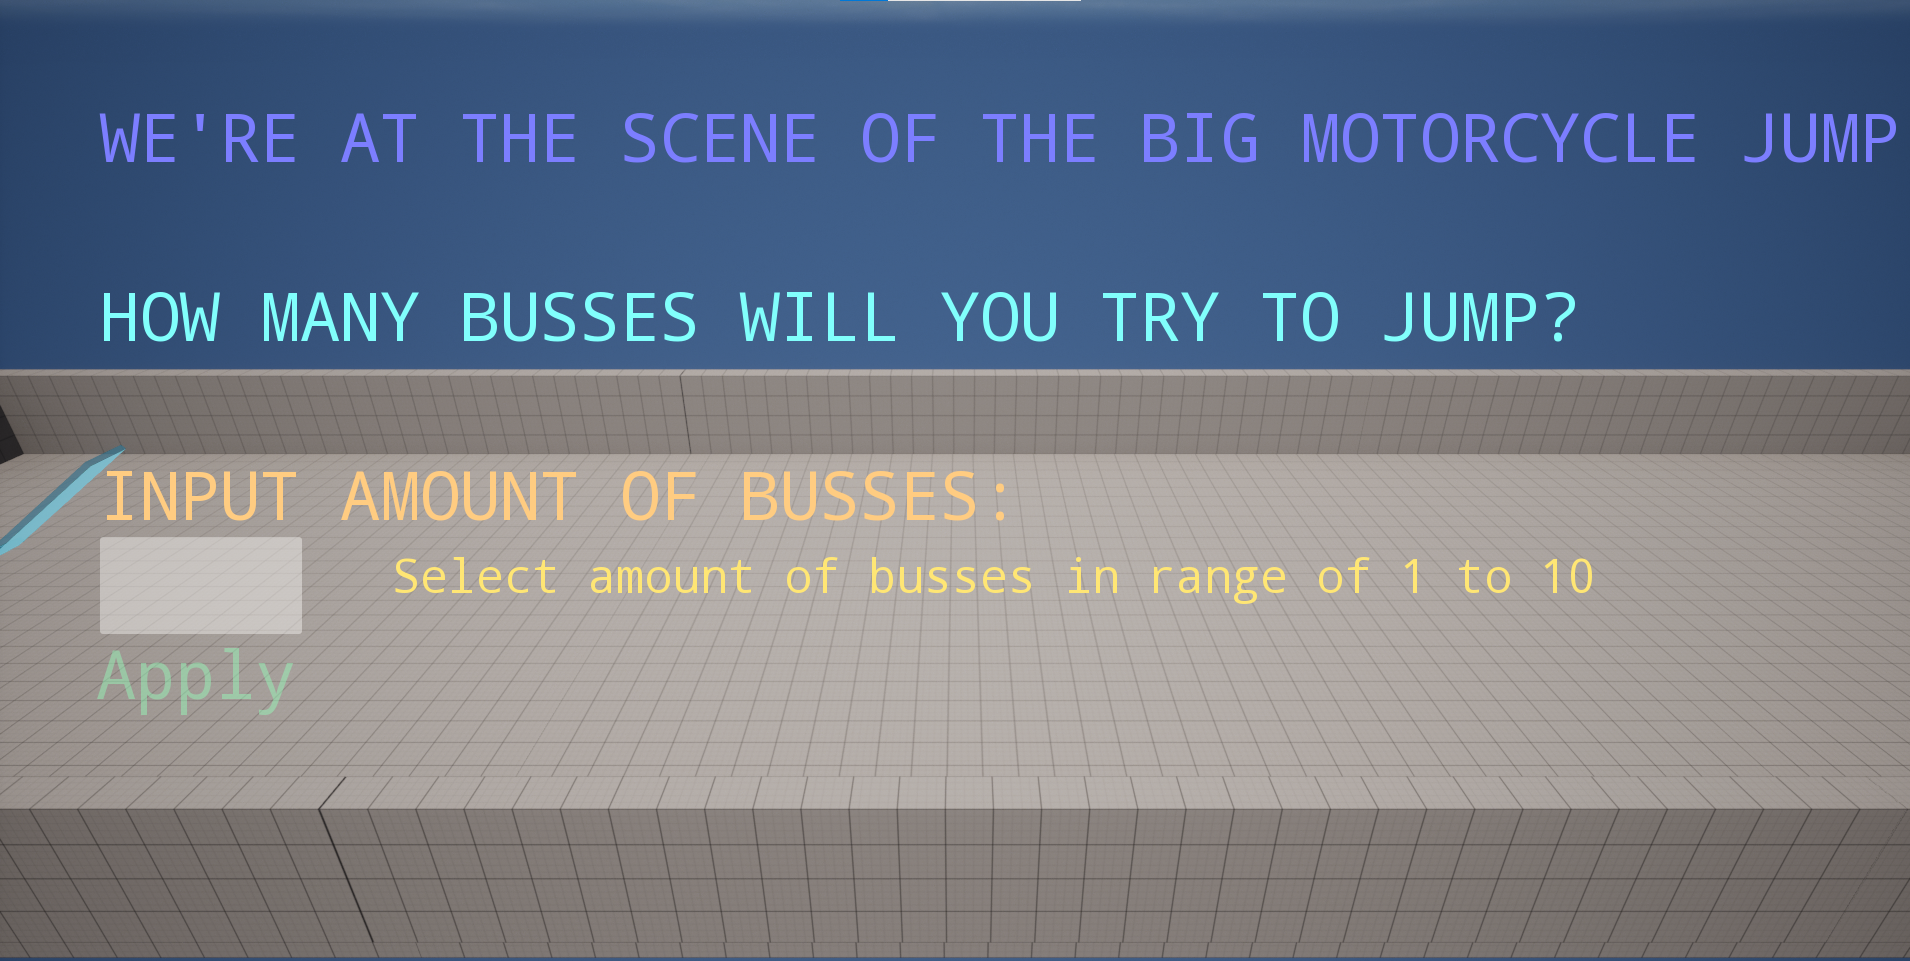 WE'RE AT THE SCENE OF THE BIG MOTORCYCLE JUMP
HOW MANY BUSSES WILL YOU TRY TO JUMP?
INPUT AMOUNT OF BUSSES:
Select amount of busses in range of 1 to 10
Apply